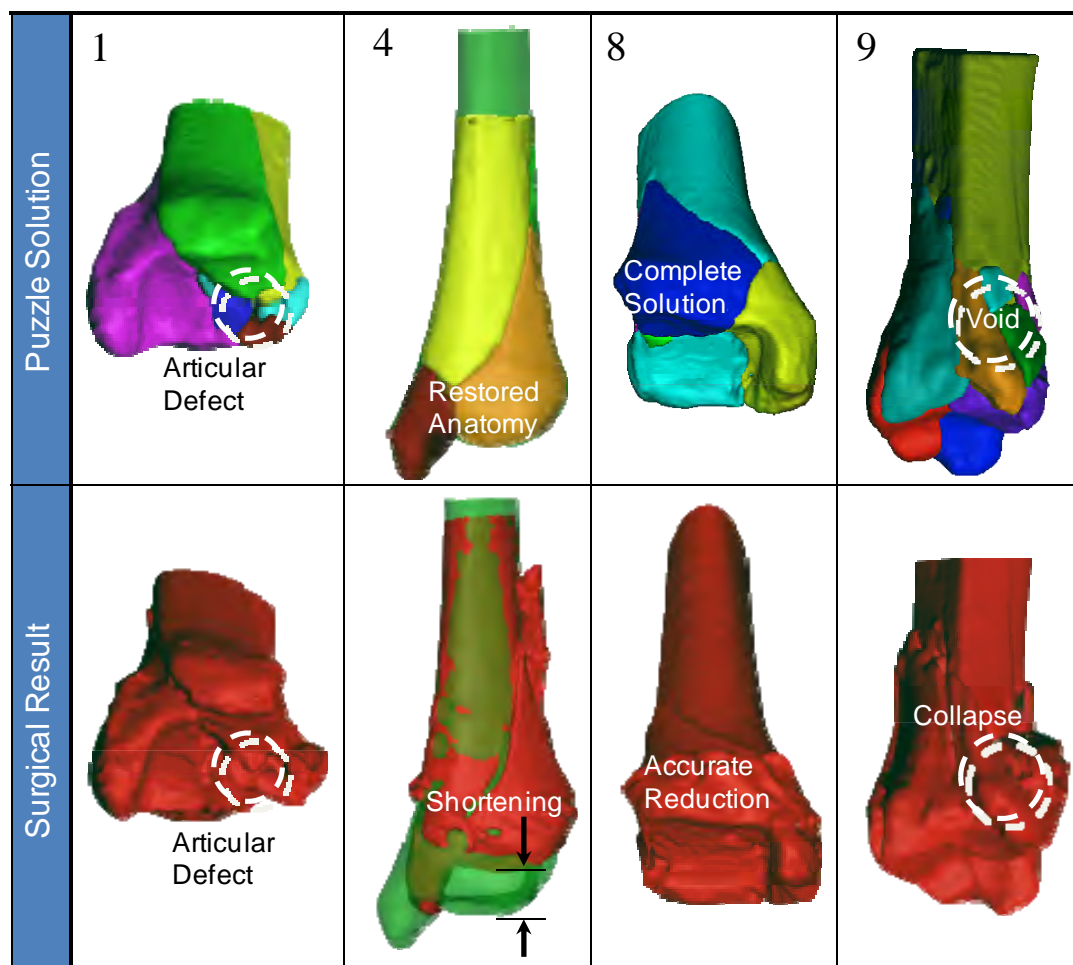 Puzzle Solution
1
4
8
9
Articular
Defect
Restored
Anatomy
Complete
Solution
Void
Surgical Result
Articular
Defect
Shortening
Accurate
Reduction
Collapse